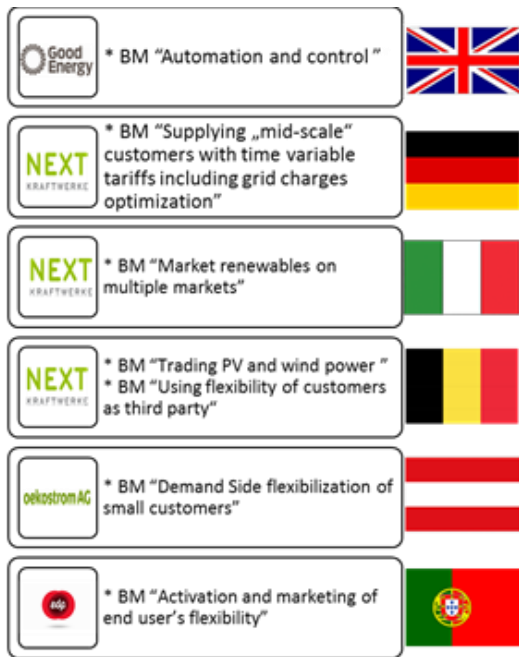 Good
Energy
* BM “Automation and control ”
NEXT
KRAFTWERKE
* BM “Supplying „mid-scale“
customers with time variable
tariffs including grid charges
optimization”
NEXT
KRAFTWERKE
* BM “Market renewables on
multiple markets”
NEXT
KRAFTWERKE
* BM “Trading PV and wind power ”
* BM “Using flexibility of customers
as third party“
oekostrom AG
* BM “Demand Side flexibilization of
small customers”
edp
* BM “Activation and marketing of
end user’s flexibility”